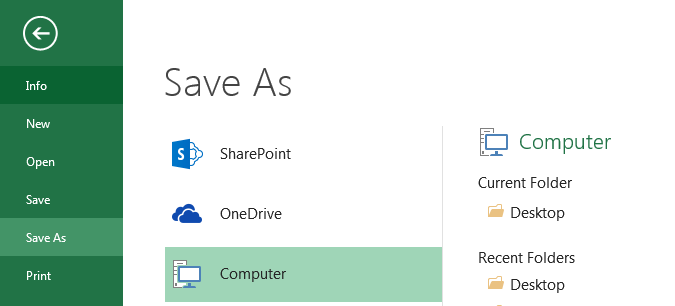 Info
New
Open
Save
Save As
Print
Save As
SharePoint
OneDrive
Computer
Computer
Current Folder
Desktop
Recent Folders
Desktop